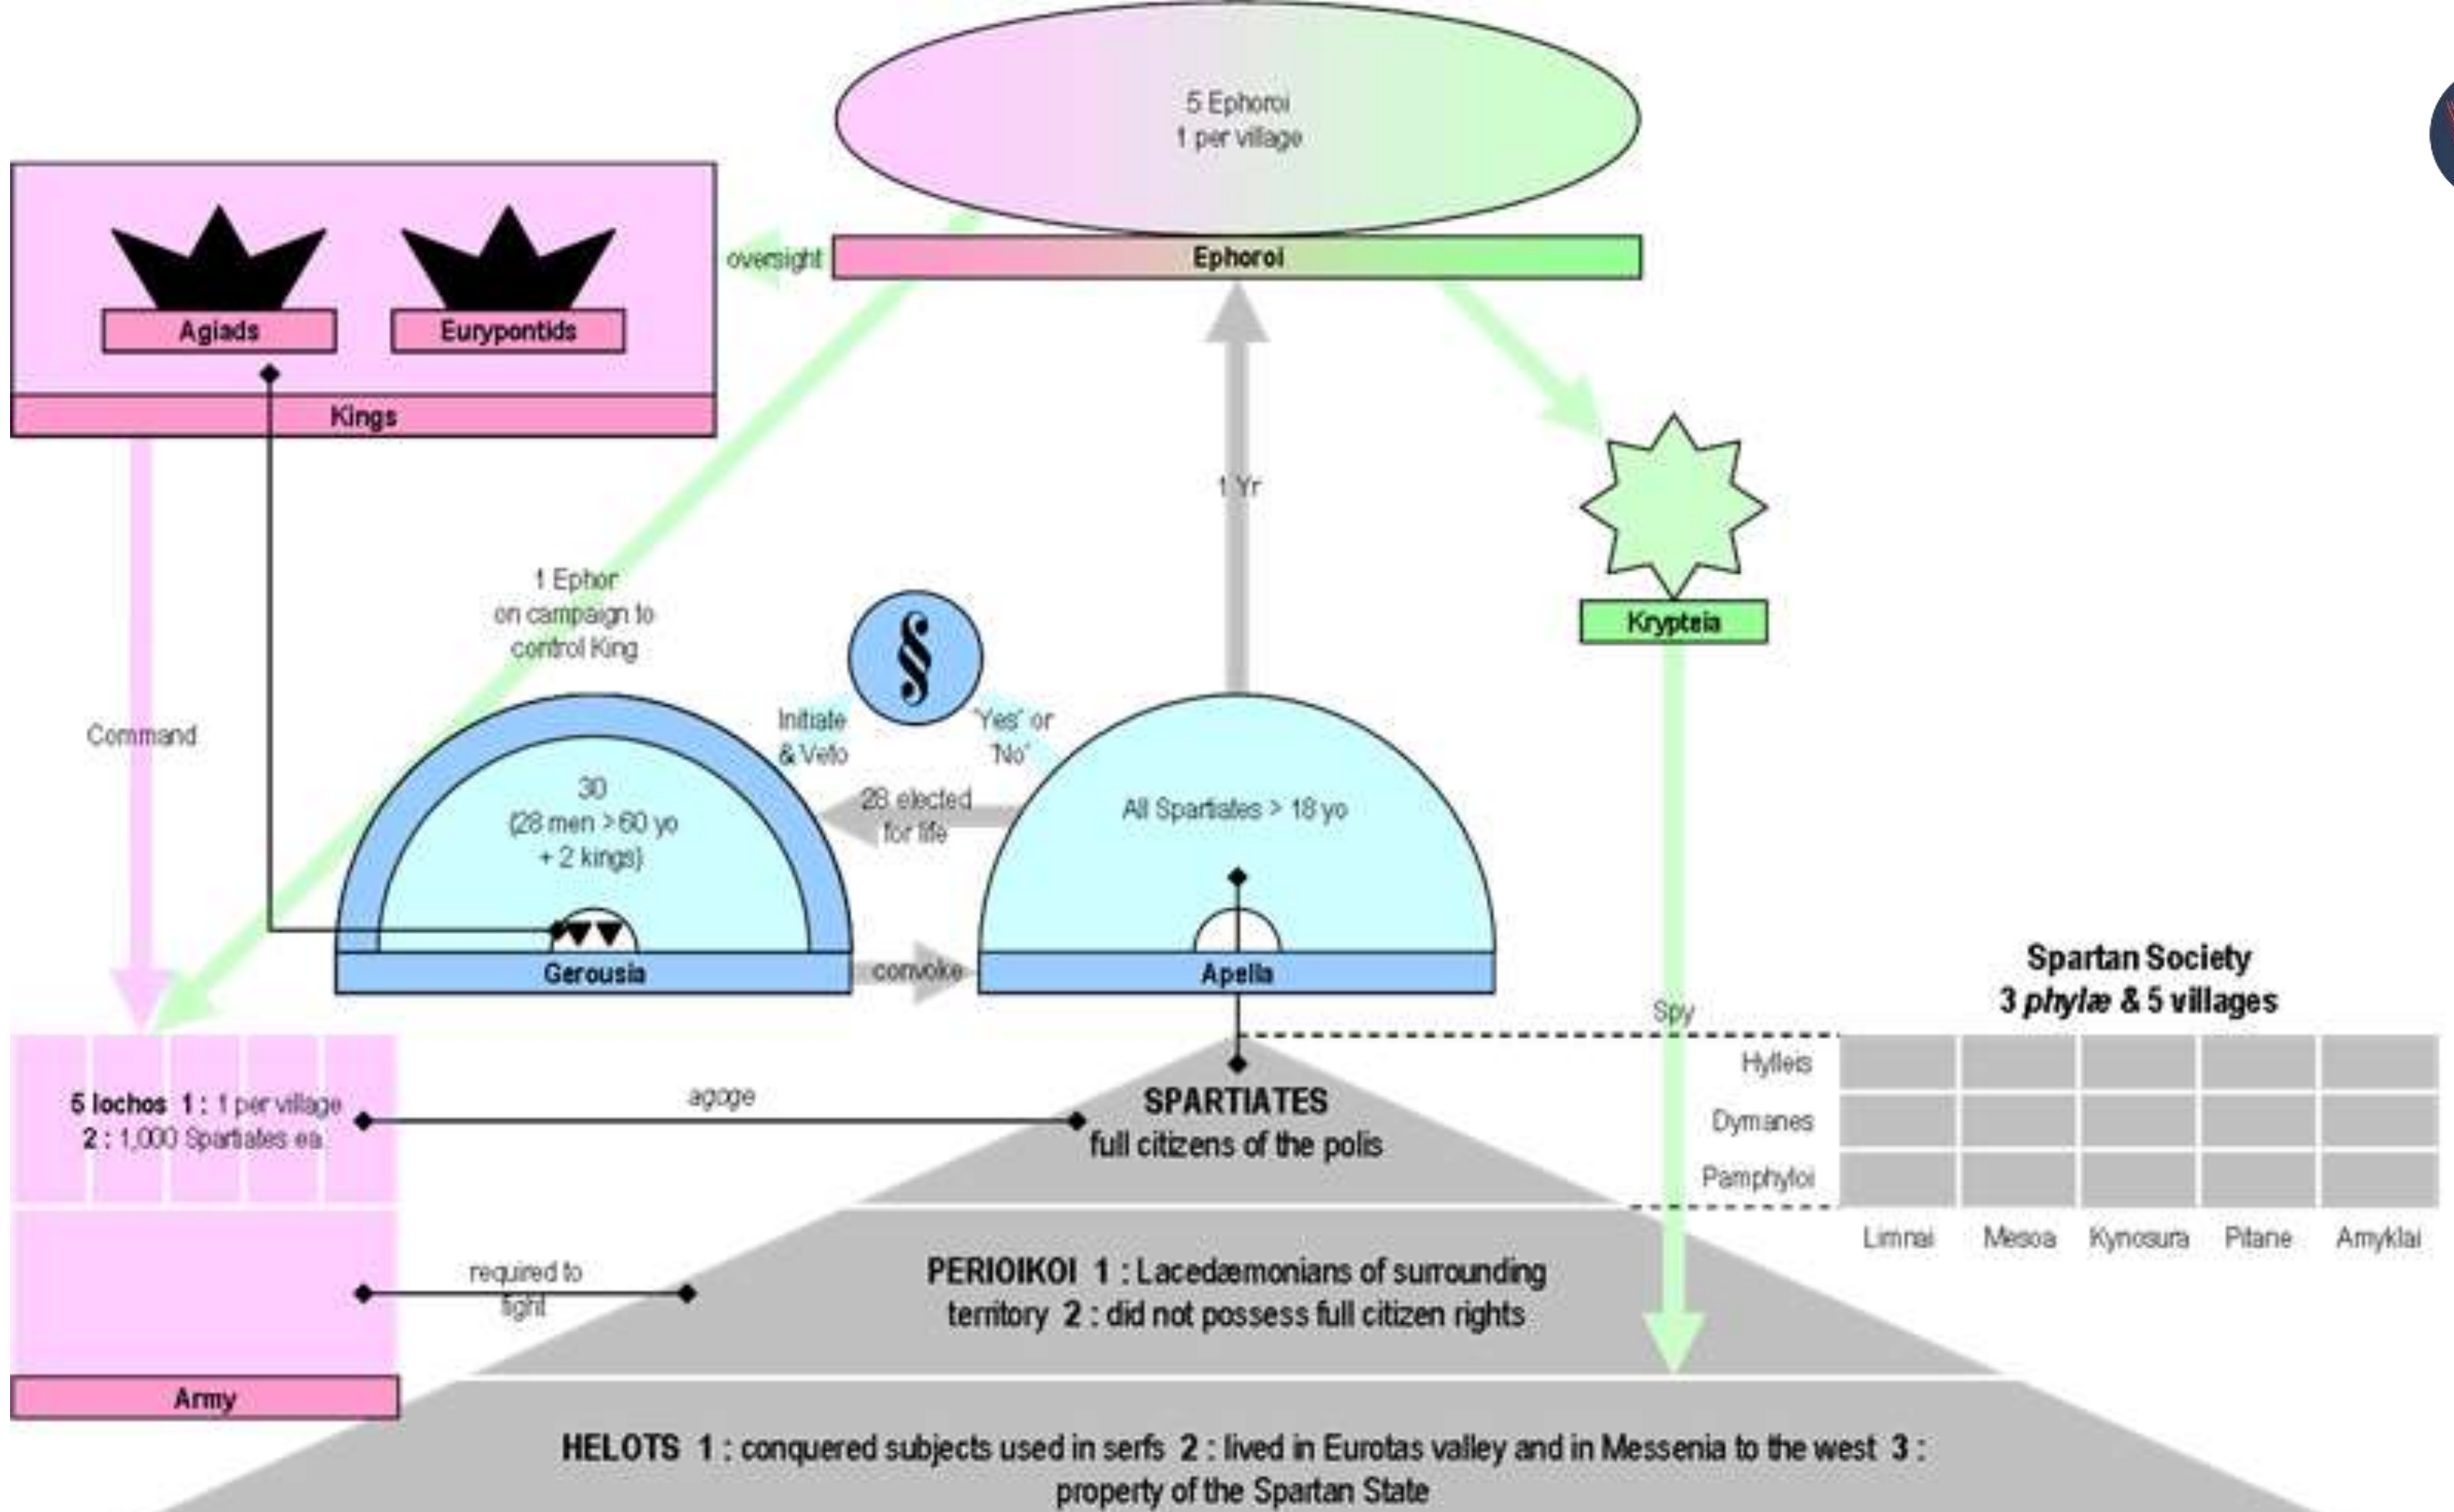 5 Ephoroi
1 per village
Ephoroi
oversight
Agiads
Eurypontids
Kings
1 Yr
1 Ephor
on campaign to
control King
Krypteia
§
Command
Initiate
& Veto
"Yes" or
"No"
30
(28 men > 60 yo
+ 2 kings)
28 elected
for life
All Spartiates > 18 yo
Gerousia
convoke
Apella
Spy
Spartan Society
3 phylæ & 5 villages
Hylleis
Dymanes
Pamphyloi
Limnai
Mesoa
Kynosura
Pitane
Amyklai
5 lochos 1 : 1 per village
2 : 1,000 Spartiates ea.
agoge
SPARTIATES
full citizens of the polis
required to
fight
PERIOIKOI 1 : Lacedæmonians of surrounding
territory 2 : did not possess full citizen rights
Army
HELOTS 1 : conquered subjects used in serfs 2 : lived in Eurotas valley and in Messenia to the west 3 :
property of the Spartan State